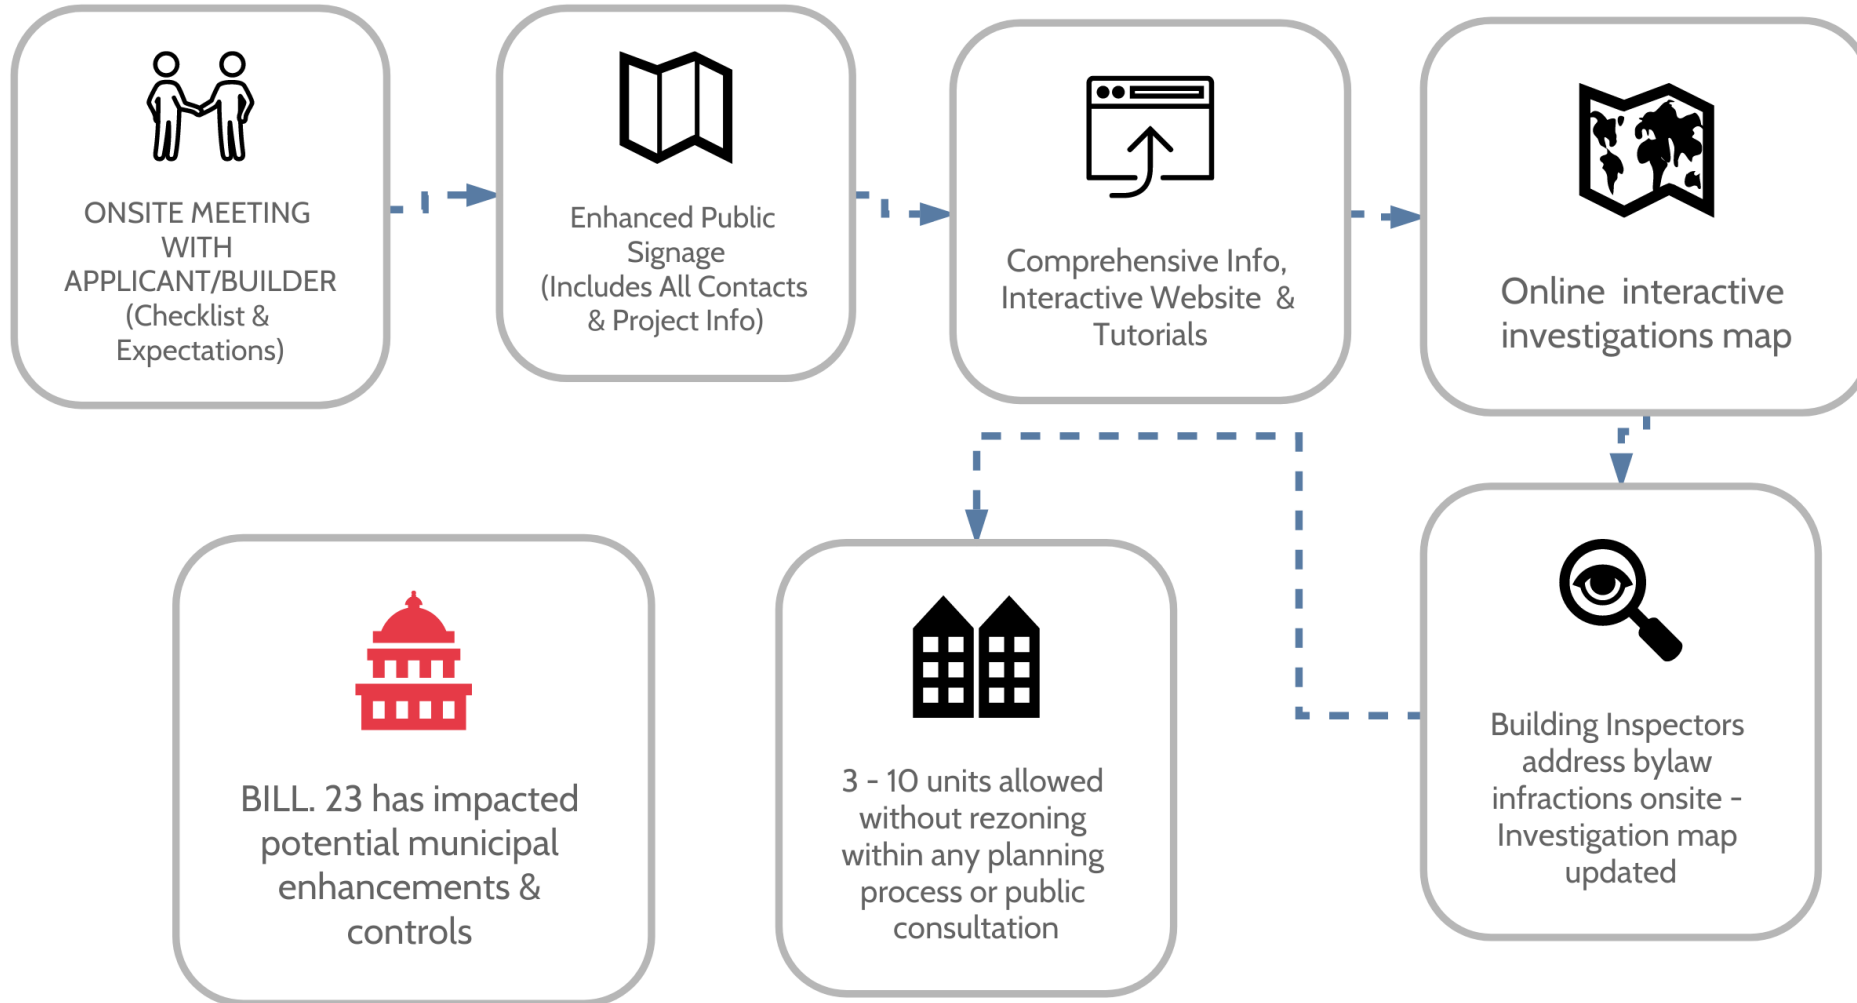 ONSITE MEETING
WITH
APPLICANT/BUILDER
(Checklist &
Expectations)
Enhanced Public
Signage
(Includes All Contacts
& Project Info)
Comprehensive Info,
Interactive Website &
Tutorials
Online interactive
investigations map
BILL. 23 has impacted
potential municipal
enhancements &
controls
3 - 10 units allowed
without rezoning
within any planning
process or public
consultation
Building Inspectors
address bylaw
infractions onsite -
Investigation map
updated